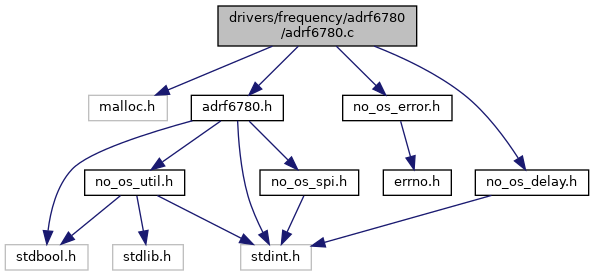 drivers/frequency/adrf6780
/adrf6780.c
malloc.h
adrf6780.h
no_os_error.h
no_os_util.h
no_os_spi.h
errno.h
no_os_delay.h
stdbool.h
stdlib.h
stdint.h